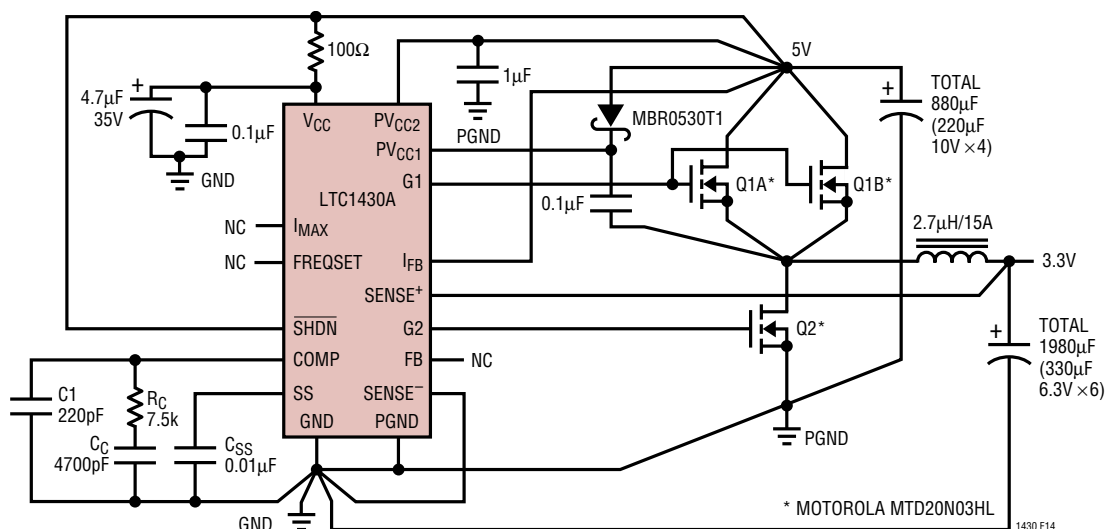 5V
100Ω
1µF
PGND
MBR0530T1
+
TOTAL
880µF
(220µF
10V ×4)
+
4.7µF
35V
0.1µF
GND
VCC
PVCC2
PVCC1
G1
LTC1430A
Q1A*
Q1B*
0.1µF
2.7µH/15A
NC
IMAX
NC
FREQSET
IFB
3.3V
SENSE+
SHDN
G2
Q2*
+
TOTAL
1980µF
(330µF
6.3V ×6)
COMP
FB
NC
C1
220pF
RC
7.5k
SS
SENSE–
GND
PGND
PGND
CC
4700pF
CSS
0.01µF
GND
* MOTOROLA MTD20N03HL
1430 F14